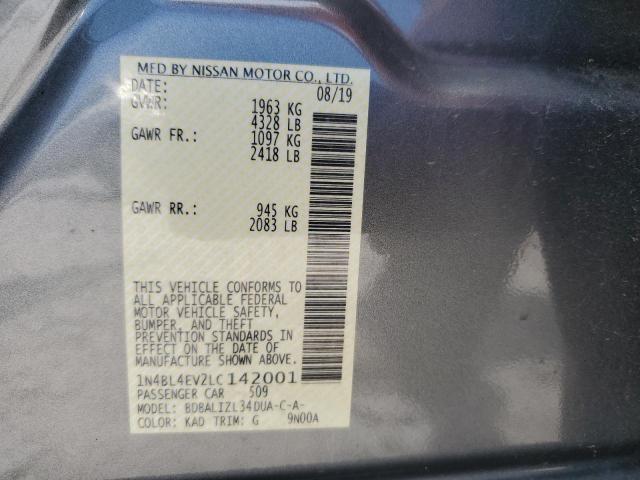 MFD BY NISSAN MOTOR CO., LTD.
DATE: 08/19
GVWR: 1963 KG
4328 LB
GAWR FR.: 1097 KG
2418 LB
GAWR RR.: 945 KG
2083 LB
THIS VEHICLE CONFORMS TO
ALL APPLICABLE FEDERAL
MOTOR VEHICLE SAFETY,
BUMPER, AND THEFT
PREVENTION STANDARDS IN
EFFECT ON THE DATE OF
MANUFACTURE SHOWN ABOVE.
1N4BL4EV2LC142001
PASSENGER CAR 509
MODEL: BDBALIZL34DUA-C-A-
COLOR: KAD TRIM: G 9N00A